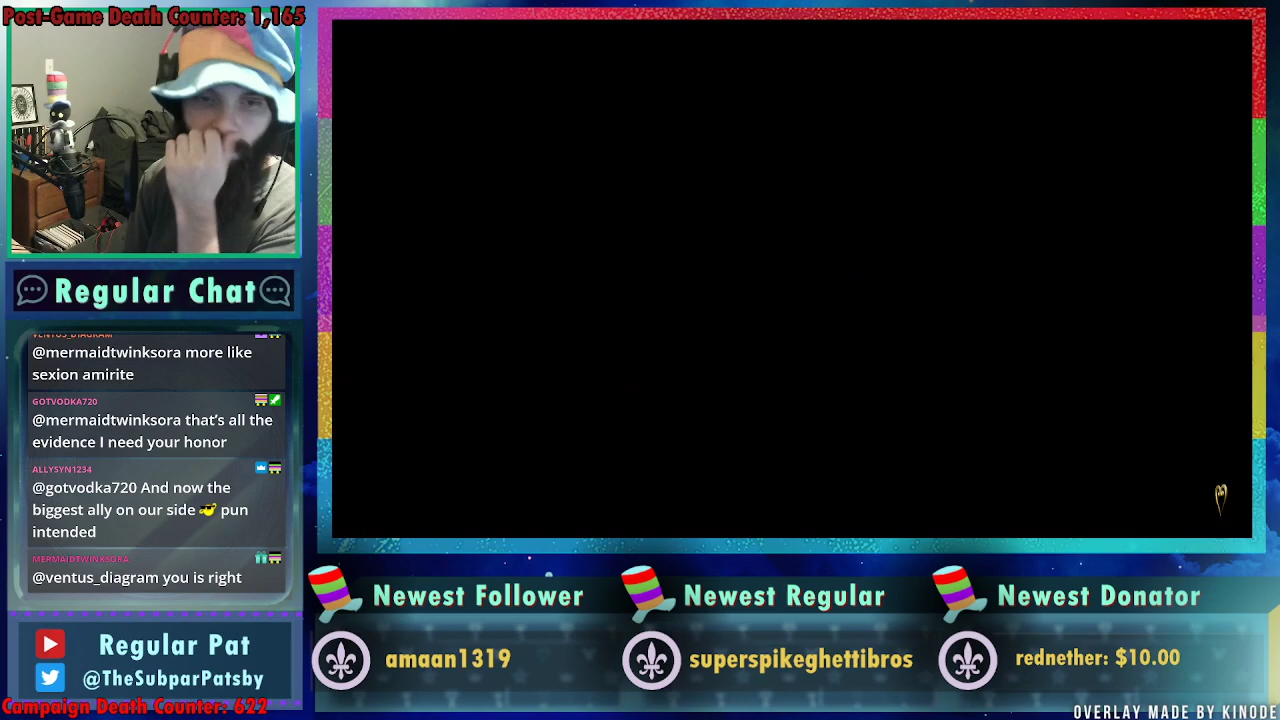 Post-Game Death Counter: 1,165
Regular Chat
VENTUS_DIAGRAM
@mermaidtwinksora more like
sexion amirite
GOTVODKA720
@mermaidtwinksora that's all the
evidence I need your honor
ALLYSYN1234
@gotvodka720 And now the
biggest ally on our side pun
intended
MERMAIDTWINKSORA
@ventus_diagram you is right
Regular Pat
@TheSubparPatsby
Campaign Death Counter: 622
Newest Follower
amaan1319
Newest Regular
superspikeghettibros
Newest Donator
rednether: $10.00
OVERLAY MADE BY KINODE